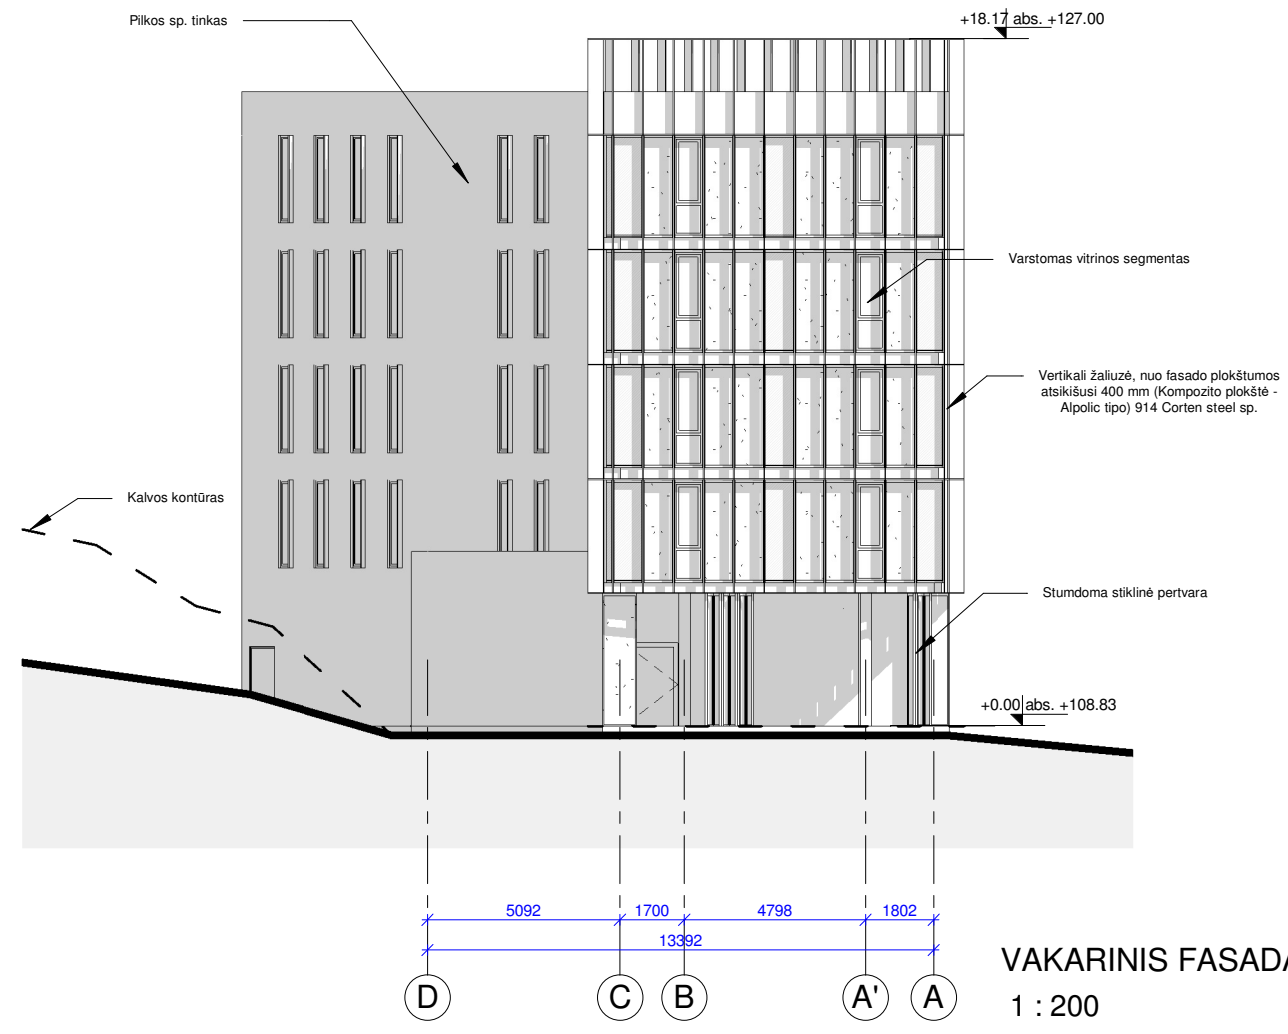 Pilkos sp. tinkas
+18.17 abs. +127.00
Varstomas vitrinos segmentas
Vertikali žaliuzė, nuo fasado plokštumos
atsikišusi 400 mm (Kompozito plokštė -
Alpolic tipo) 914 Corten steel sp.
Kalvos kontūras
Stumdoma stiklinė pertvara
+0.00 abs. +108.83
5092 1700 4798 1802
13392
D C B A' A
VAKARINIS FASADA
1 : 200